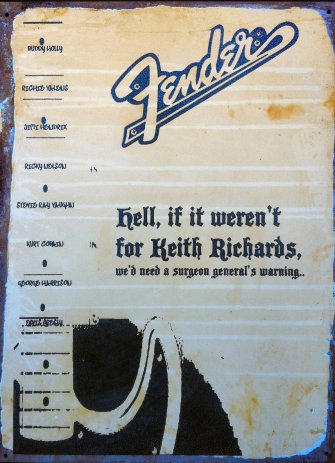 BUDDY HOLLY
RICHIE VALENS
JIMI HENDRIX
RICKY NELSON
STEVIE RAY VAUGHN
KURT COBAIN
GEORGE HARRISON
Fender
Hell, if it weren't
for Keith Richards,
we'd need a surgeon general's warning..